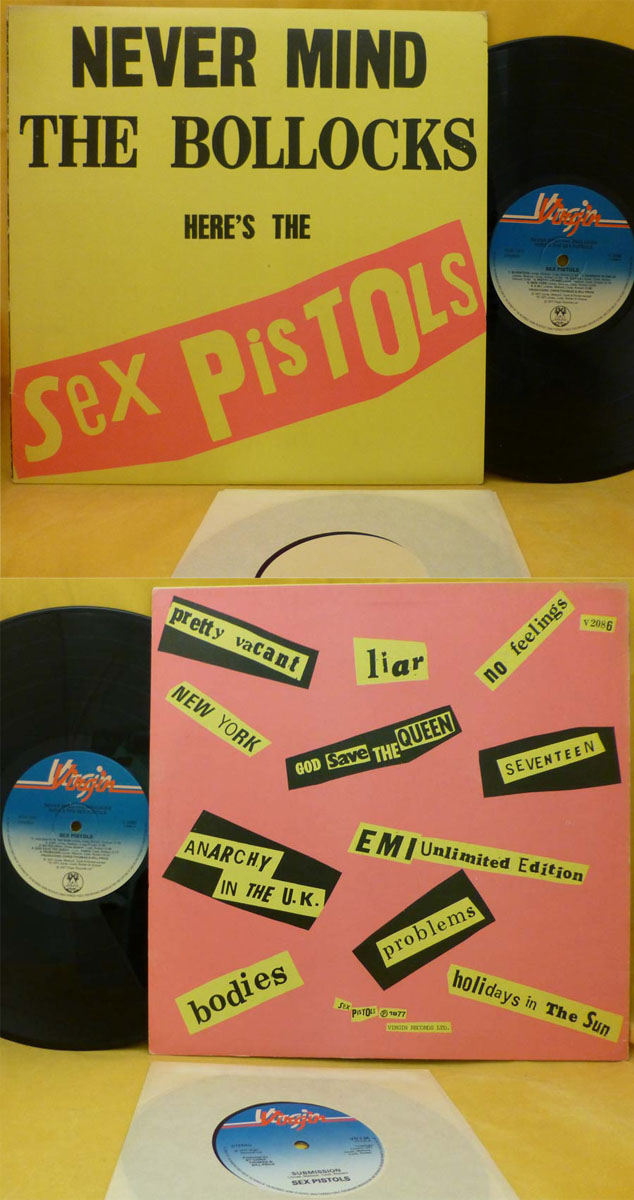 NEVER MIND
THE BOLLOCKS
HERE'S THE
Sex PisTOLs
Virgin
SEX PISTOLS
pretty vacant
liar
no feelings
V2086
NEW YORK
GOD Save THE QUEEN
SEVENTEEN
Virgin
SEX PISTOLS
ANARCHY
IN THE U.K.
EMI Unlimited Edition
problems
bodies
holidays in The Sun
SEX PISTOLS ℗ 1977
VIRGIN RECORDS LTD.
Virgin
SUBMISSION
SEX PISTOLS